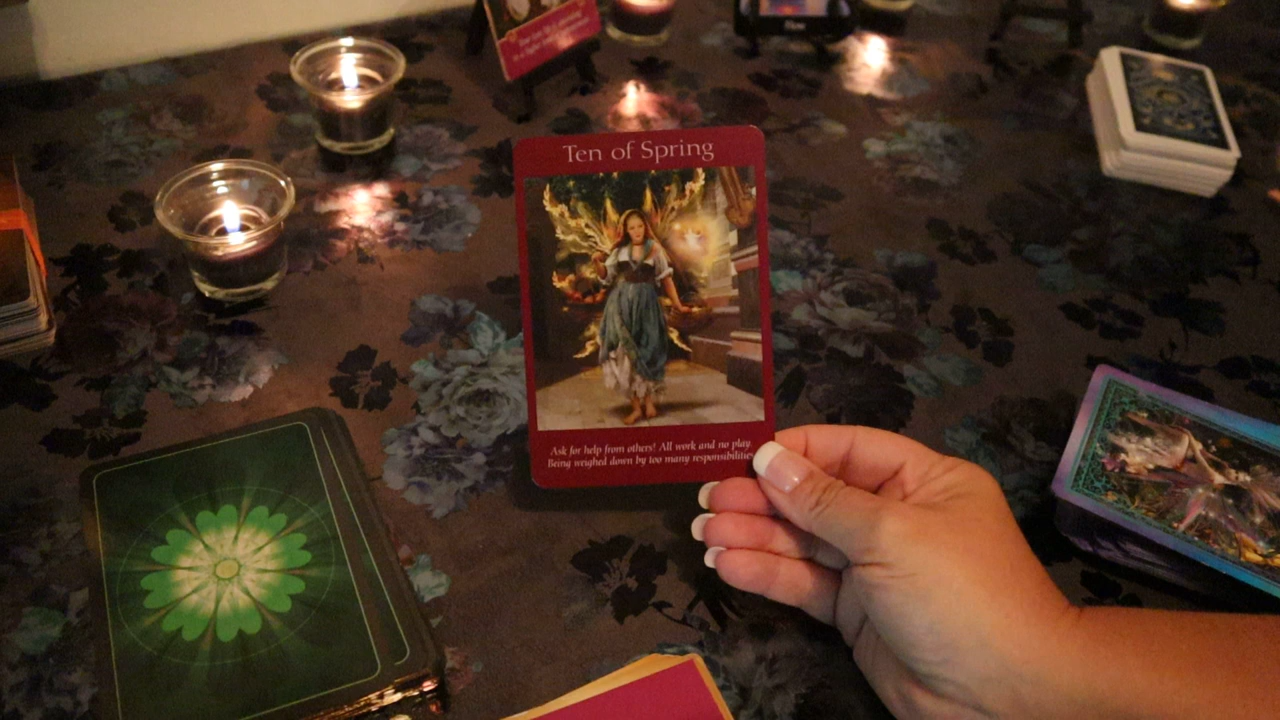 Ten of Spring
Ask for help from others! All work and no play.
Being weighed down by too many responsibilities